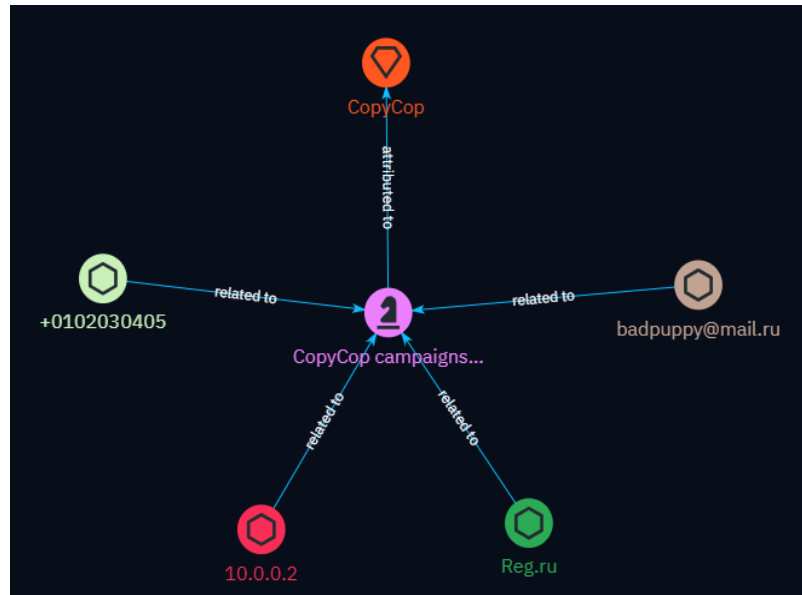 CopyCop
attributed to
related to
+0102030405
related to
badpuppy@mail.ru
CopyCop campaigns...
related to
related to
10.0.0.2
Reg.ru